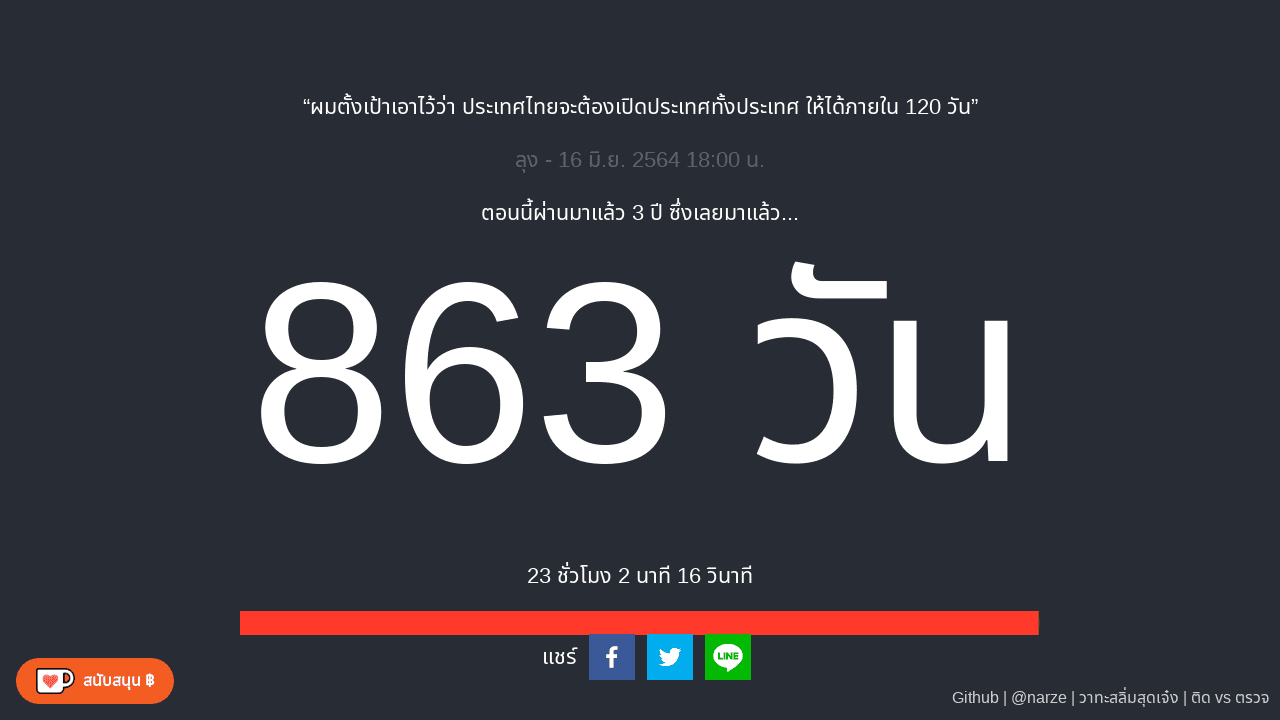 “ผมตั้งเป้าเอาไว้ว่า ประเทศไทยจะต้องเปิดประเทศทั้งประเทศ ให้ได้ภายใน 120 วัน”
ลุง - 16 มิ.ย. 2564 18:00 น.
ตอนนี้ผ่านมาแล้ว 3 ปี ซึ่งเลยมาแล้ว...
863 วัน
23 ชั่วโมง 2 นาที 16 วินาที
แชร์
LINE
สนับสนุน ฿
Github | @narze | วาทะสลิ่มสุดเจ๋ง | ติด vs ตรวจ